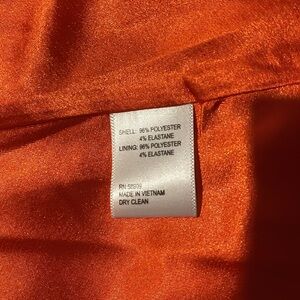 SHELL: 96% POLYESTER
4% ELASTANE
LINING: 96% POLYESTER
4% ELASTANE
RN
MADE IN VIETNAM
DRY CLEAN